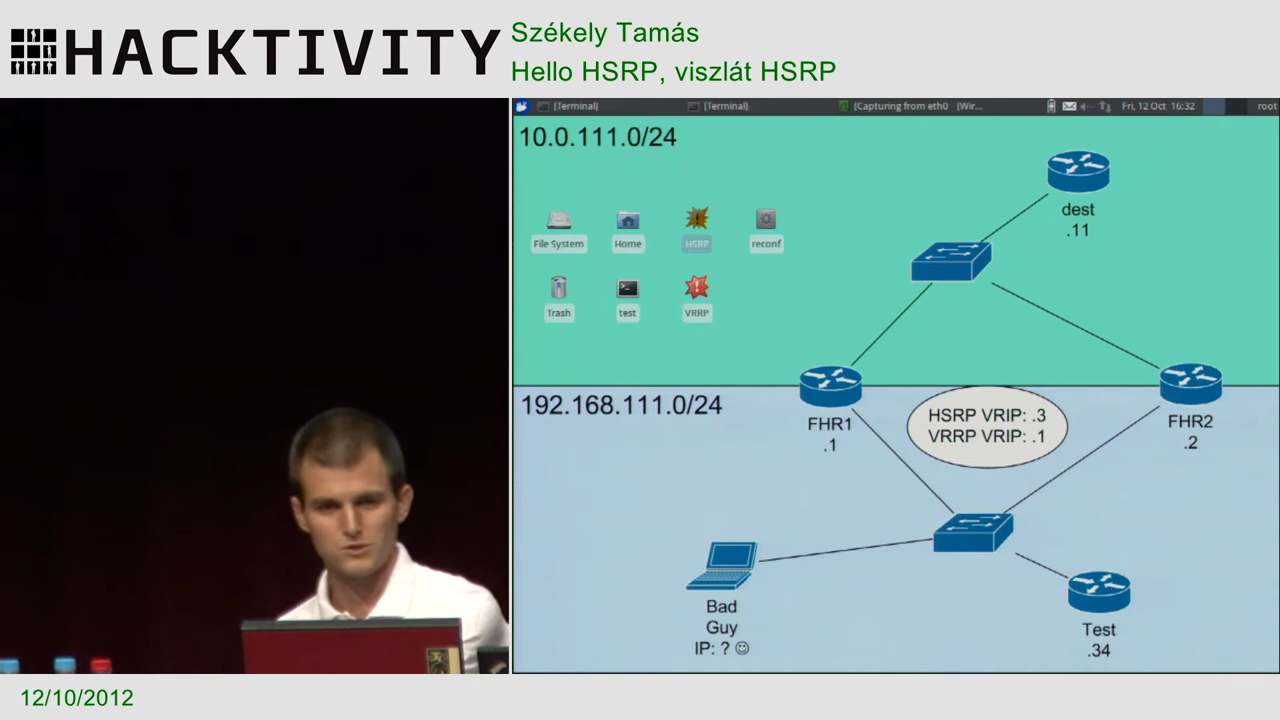 HACKTIVITY
Székely Tamás
Hello HSRP, viszlát HSRP
[Terminal]
[Terminal]
[Capturing from eth0 (Wir...
Fri, 12 Oct 16:32
root
10.0.111.0/24
dest
.11
File System
Home
HSRP
reconf
Trash
test
VRRP
192.168.111.0/24
FHR1
.1
HSRP VRIP: .3
VRRP VRIP: .1
FHR2
.2
Bad
Guy
IP: ? ☺
Test
.34
12/10/2012